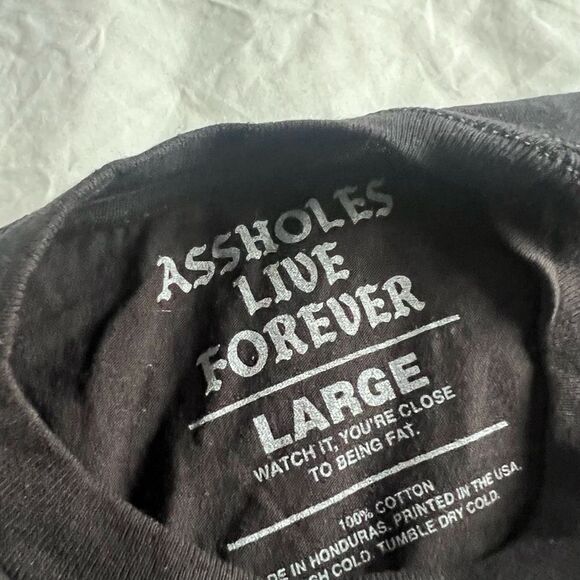 ASSHOLES
LIVE
FOREVER
LARGE
WATCH IT, YOU'RE CLOSE
TO BEING FAT.
100% COTTON
IN HONDURAS. PRINTED IN THE USA.
COLD. TUMBLE DRY COLD.